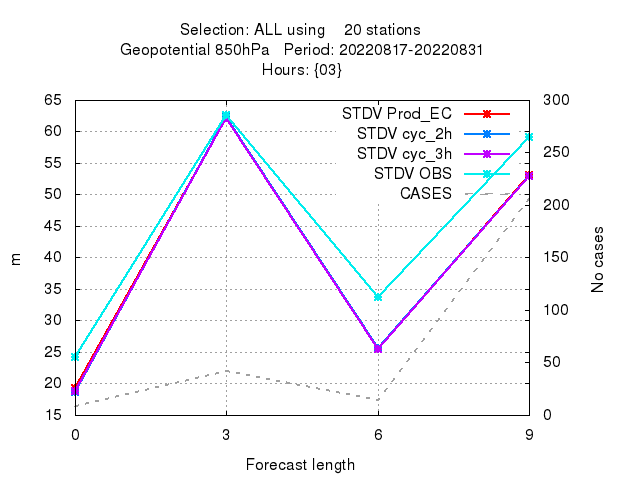 Selection: ALL using    20 stations
Geopotential 850hPa   Period: 20220817-20220831
Hours: {03}
65
60
55
50
45
40
35
30
25
20
15
300
250
200
150
100
50
0
STDV Prod_EC
STDV cyc_2h
STDV cyc_3h
STDV OBS
CASES
m
No cases
0 3 6 9
Forecast length